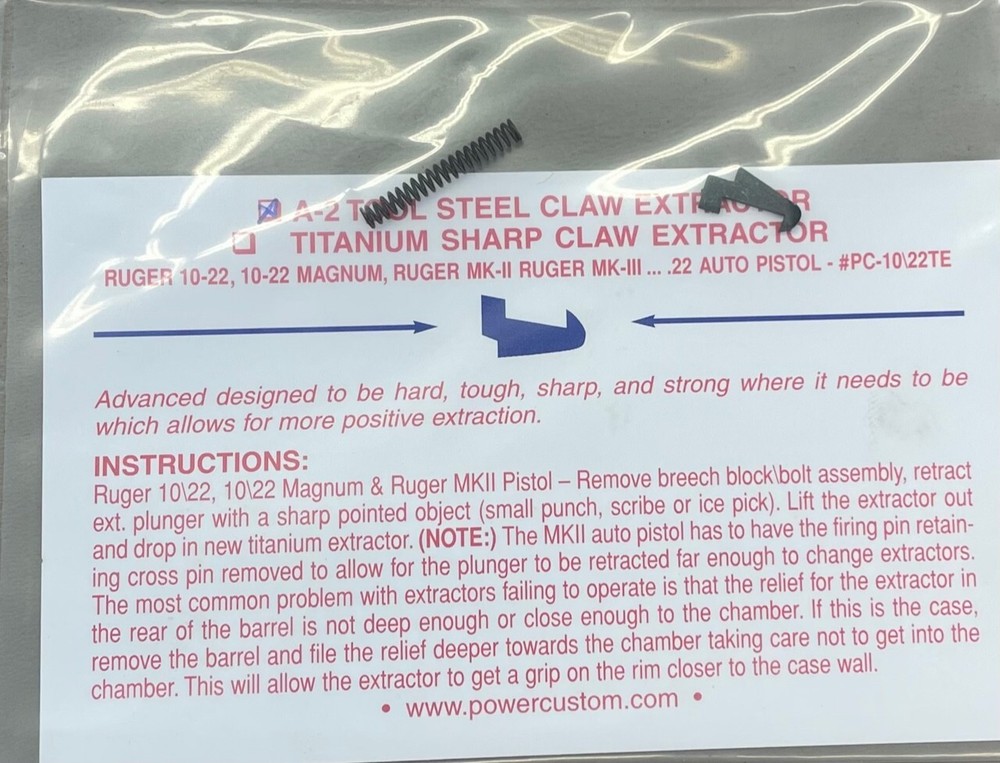 A-2 TOOL STEEL CLAW EXTRACTOR
TITANIUM SHARP CLAW EXTRACTOR
RUGER 10-22, 10-22 MAGNUM, RUGER MK-II RUGER MK-III ... .22 AUTO PISTOL - #PC-10\22TE
Advanced designed to be hard, tough, sharp, and strong where it needs to be
which allows for more positive extraction.
INSTRUCTIONS:
Ruger 10\22, 10\22 Magnum & Ruger MKII Pistol – Remove breech block\bolt assembly, retract
ext. plunger with a sharp pointed object (small punch, scribe or ice pick). Lift the extractor out
and drop in new titanium extractor. (NOTE:) The MKII auto pistol has to have the firing pin retain-
ing cross pin removed to allow for the plunger to be retracted far enough to change extractors.
The most common problem with extractors failing to operate is that the relief for the extractor in
the rear of the barrel is not deep enough or close enough to the chamber. If this is the case,
remove the barrel and file the relief deeper towards the chamber taking care not to get into the
chamber. This will allow the extractor to get a grip on the rim closer to the case wall.
• www.powercustom.com •